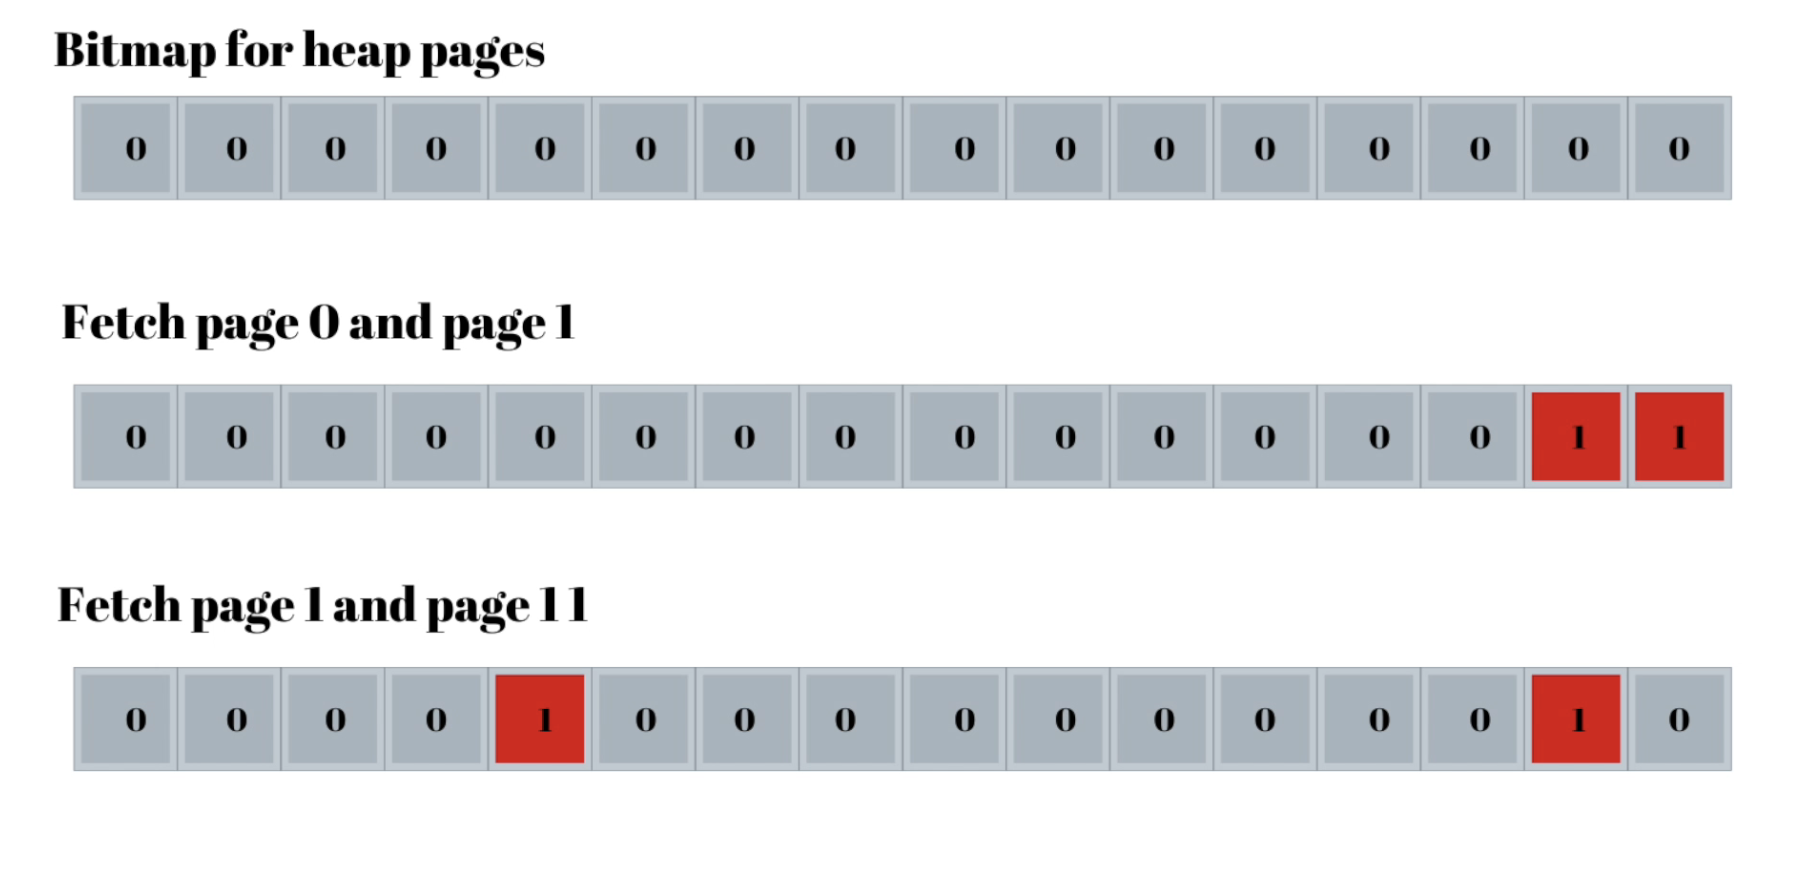 Bitmap for heap pages
0 0 0 0 0 0 0 0 0 0 0 0 0 0 0 0
Fetch page 0 and page 1
0 0 0 0 0 0 0 0 0 0 0 0 0 0 1 1
Fetch page 1 and page 11
0 0 0 0 1 0 0 0 0 0 0 0 0 0 1 0